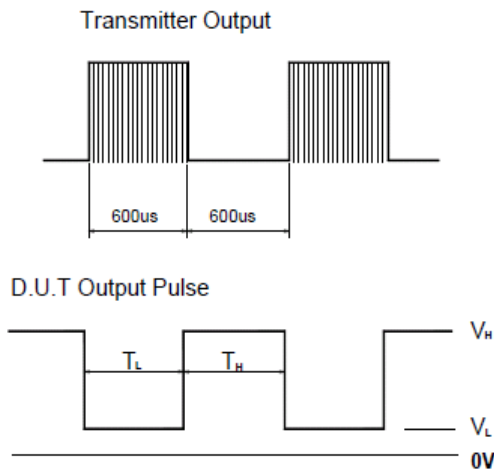 Transmitter Output
600us 600us
D.U.T Output Pulse
VH
TL TH
VL
0V